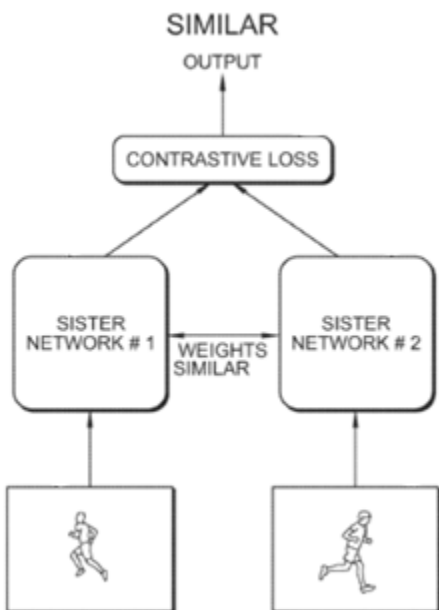 SIMILAR
OUTPUT
CONTRASTIVE LOSS
SISTER
NETWORK # 1
WEIGHTS
SIMILAR
SISTER
NETWORK # 2